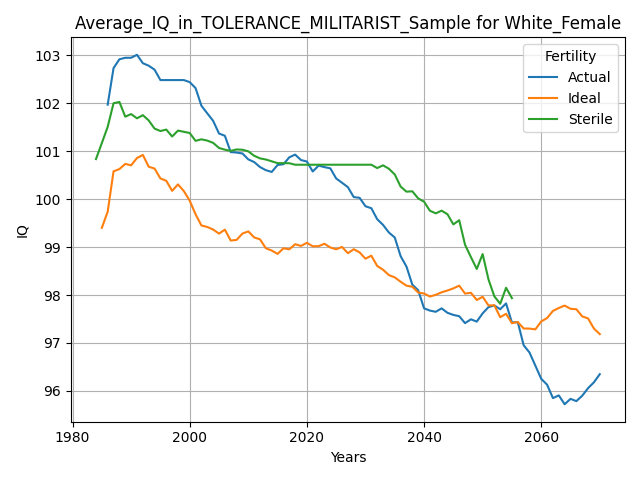 Average_IQ_in_TOLERANCE_MILITARIST_Sample for White_Female
Fertility
Actual
Ideal
Sterile
103
102
101
100
99
98
97
96
IQ
1980
2000
2020
2040
2060
Years